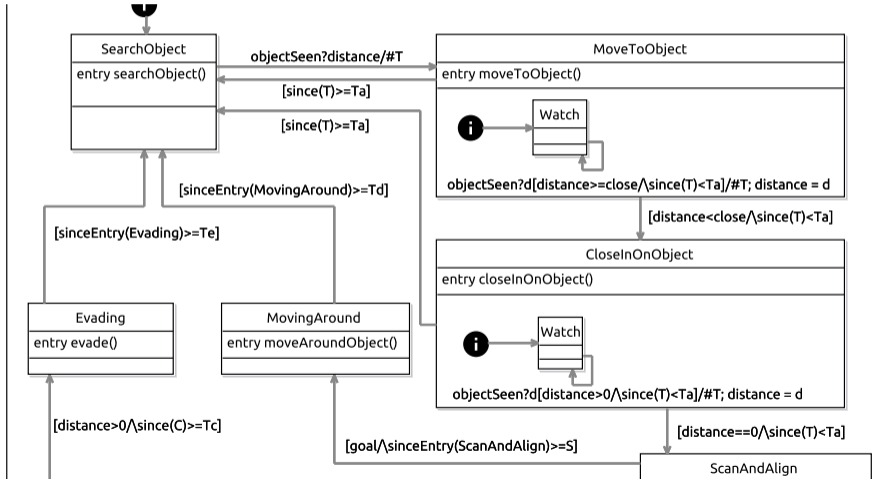 i
SearchObject
entry searchObject()
objectSeen?distance/#T
[since(T)>=Ta]
[since(T)>=Ta]
MoveToObject
entry moveToObject()
i
Watch
objectSeen?d[distance>=close/\since(T)<Ta]/#T; distance = d
[sinceEntry(MovingAround)>=Td]
[sinceEntry(Evading)>=Te]
[distance<close/\since(T)<Ta]
CloseInOnObject
entry closeInOnObject()
i
Watch
objectSeen?d[distance>0/\since(T)<Ta]/#T; distance = d
Evading
entry evade()
MovingAround
entry moveAroundObject()
[distance>0/\since(C)>=Tc]
[goal/\sinceEntry(ScanAndAlign)>=S]
[distance==0/\since(T)<Ta]
ScanAndAlign